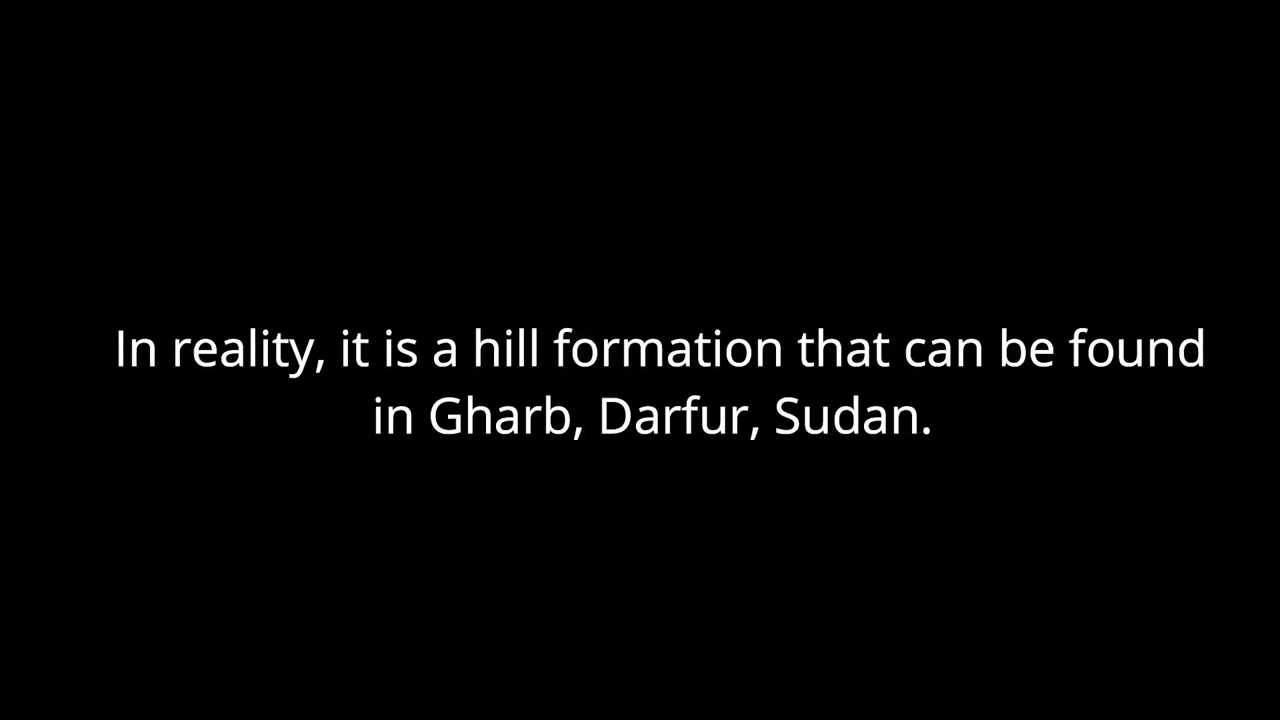 In reality, it is a hill formation that can be found
in Gharb, Darfur, Sudan.